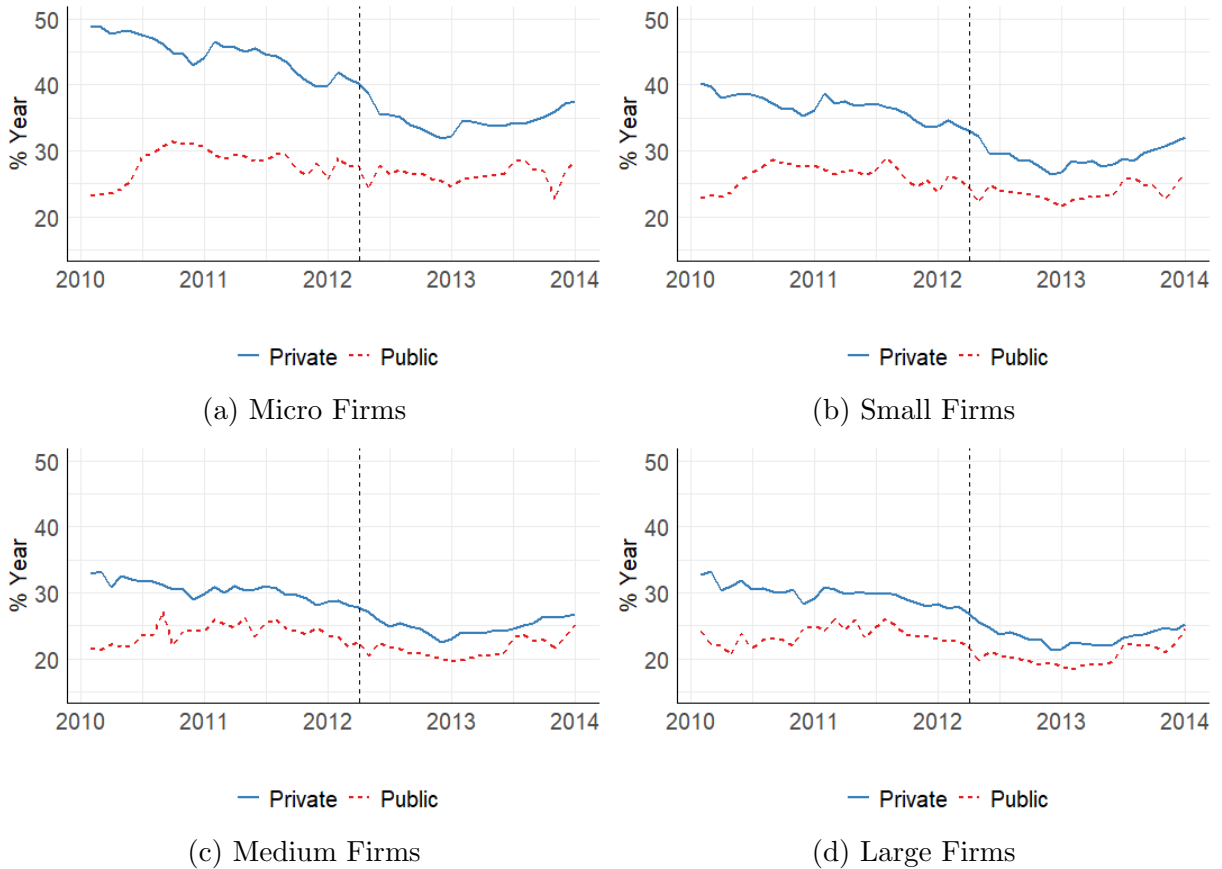 50
40
30
20
% Year
2010 2011 2012 2013 2014
Private Public
(a) Micro Firms
50
40
30
20
% Year
2010 2011 2012 2013 2014
Private Public
(b) Small Firms
50
40
30
20
% Year
2010 2011 2012 2013 2014
Private Public
(c) Medium Firms
50
40
30
20
% Year
2010 2011 2012 2013 2014
Private Public
(d) Large Firms